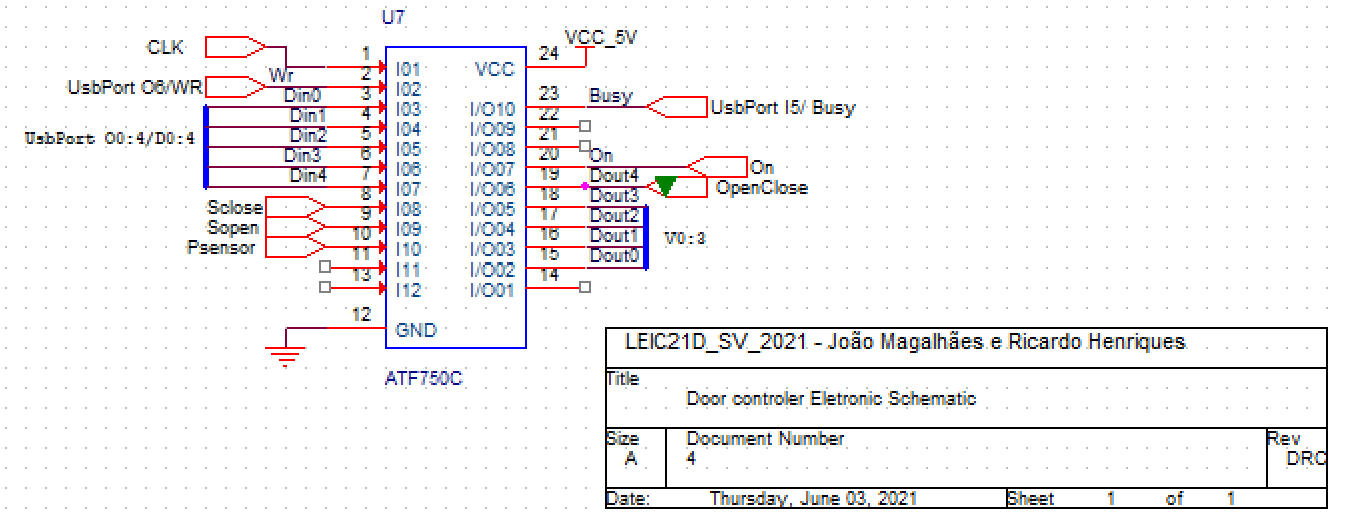 U7
CLK
1
I01
UsbPort O6/WR
Wr
2
I02
Din0
3
I03
Din1
4
I04
UsbPort O0:4/D0:4
Din2
5
I05
Din3
6
I06
Din4
7
I07
Sclose
8
I08
Sopen
9
I09
Psensor
10
I10
11
I11
13
I12
12
GND
VCC
24
VCC_5V
I/O10
23
Busy
UsbPort I5/ Busy
I/O09
22
I/O08
21
I/O07
20
On
On
I/O06
19
Dout4
OpenClose
I/O05
18
Dout3
I/O04
17
Dout2
V0:3
I/O03
16
Dout1
I/O02
15
Dout0
I/O01
14
ATF750C
LEIC21D_SV_2021 - João Magalhães e Ricardo Henriques
Title
Door controler Eletronic Schematic
Size
A
Document Number
4
Rev
DRC
Date: Thursday, June 03, 2021 Sheet 1 of 1